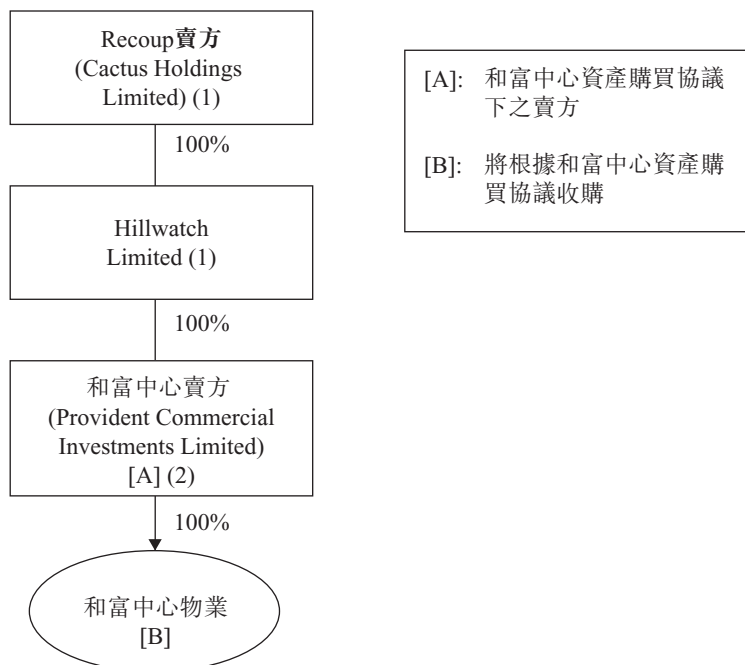 Recoup賣方
(Cactus Holdings
Limited) (1)
100%
Hillwatch
Limited (1)
100%
和富中心賣方
(Provident Commercial
Investments Limited)
[A] (2)
100%
和富中心物業
[B]
[A]: 和富中心資產購買協議
下之賣方
[B]: 將根據和富中心資產購
買協議收購